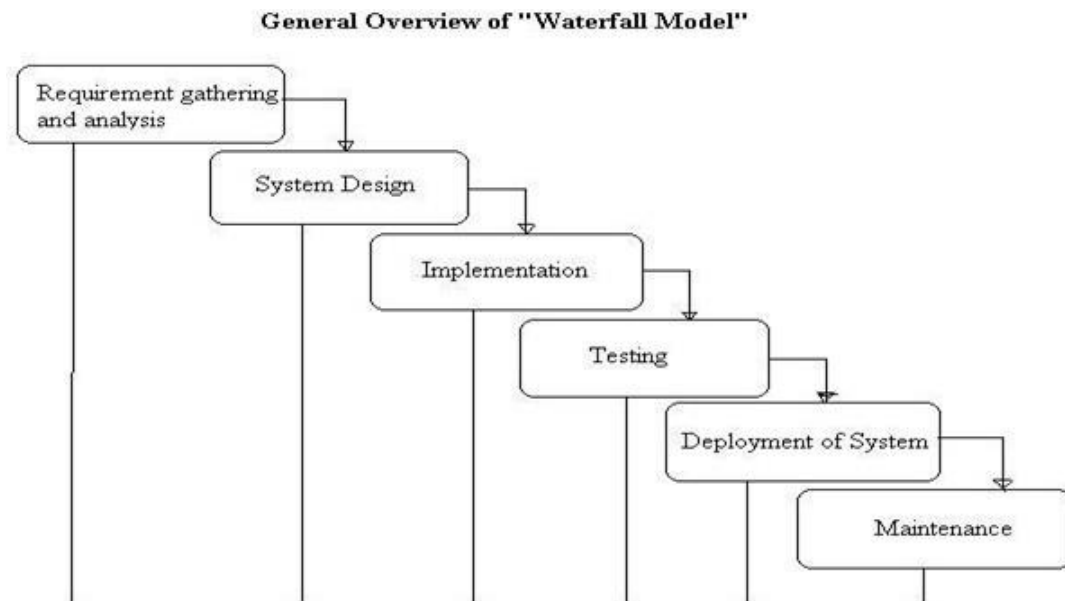 General Overview of "Waterfall Model"
Requirement gathering
and analysis
System Design
Implementation
Testing
Deployment of System
Maintenance